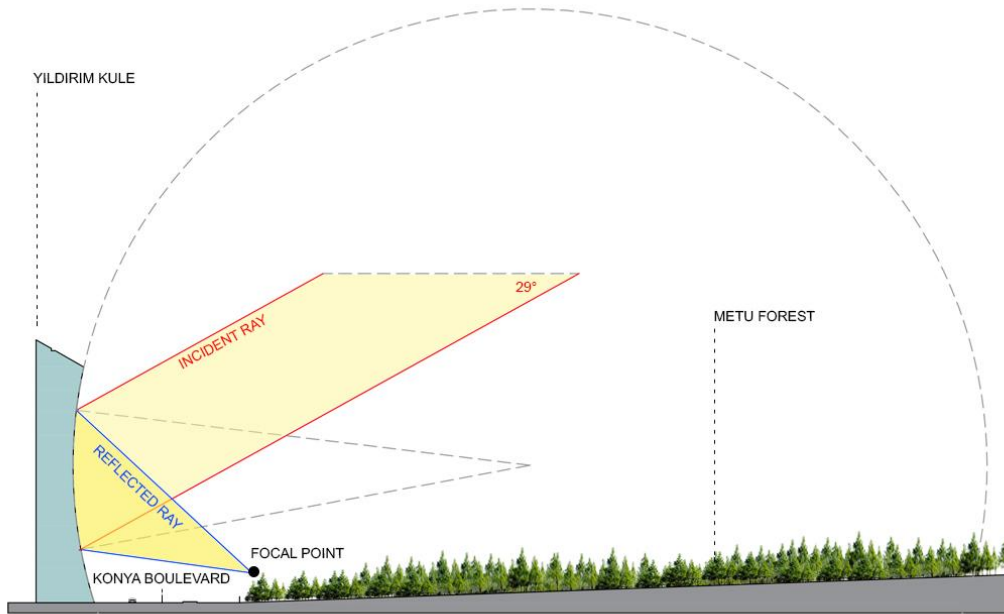 YILDIRIM KULE
29°
INCIDENT RAY
METU FOREST
REFLECTED RAY
FOCAL POINT
KONYA BOULEVARD